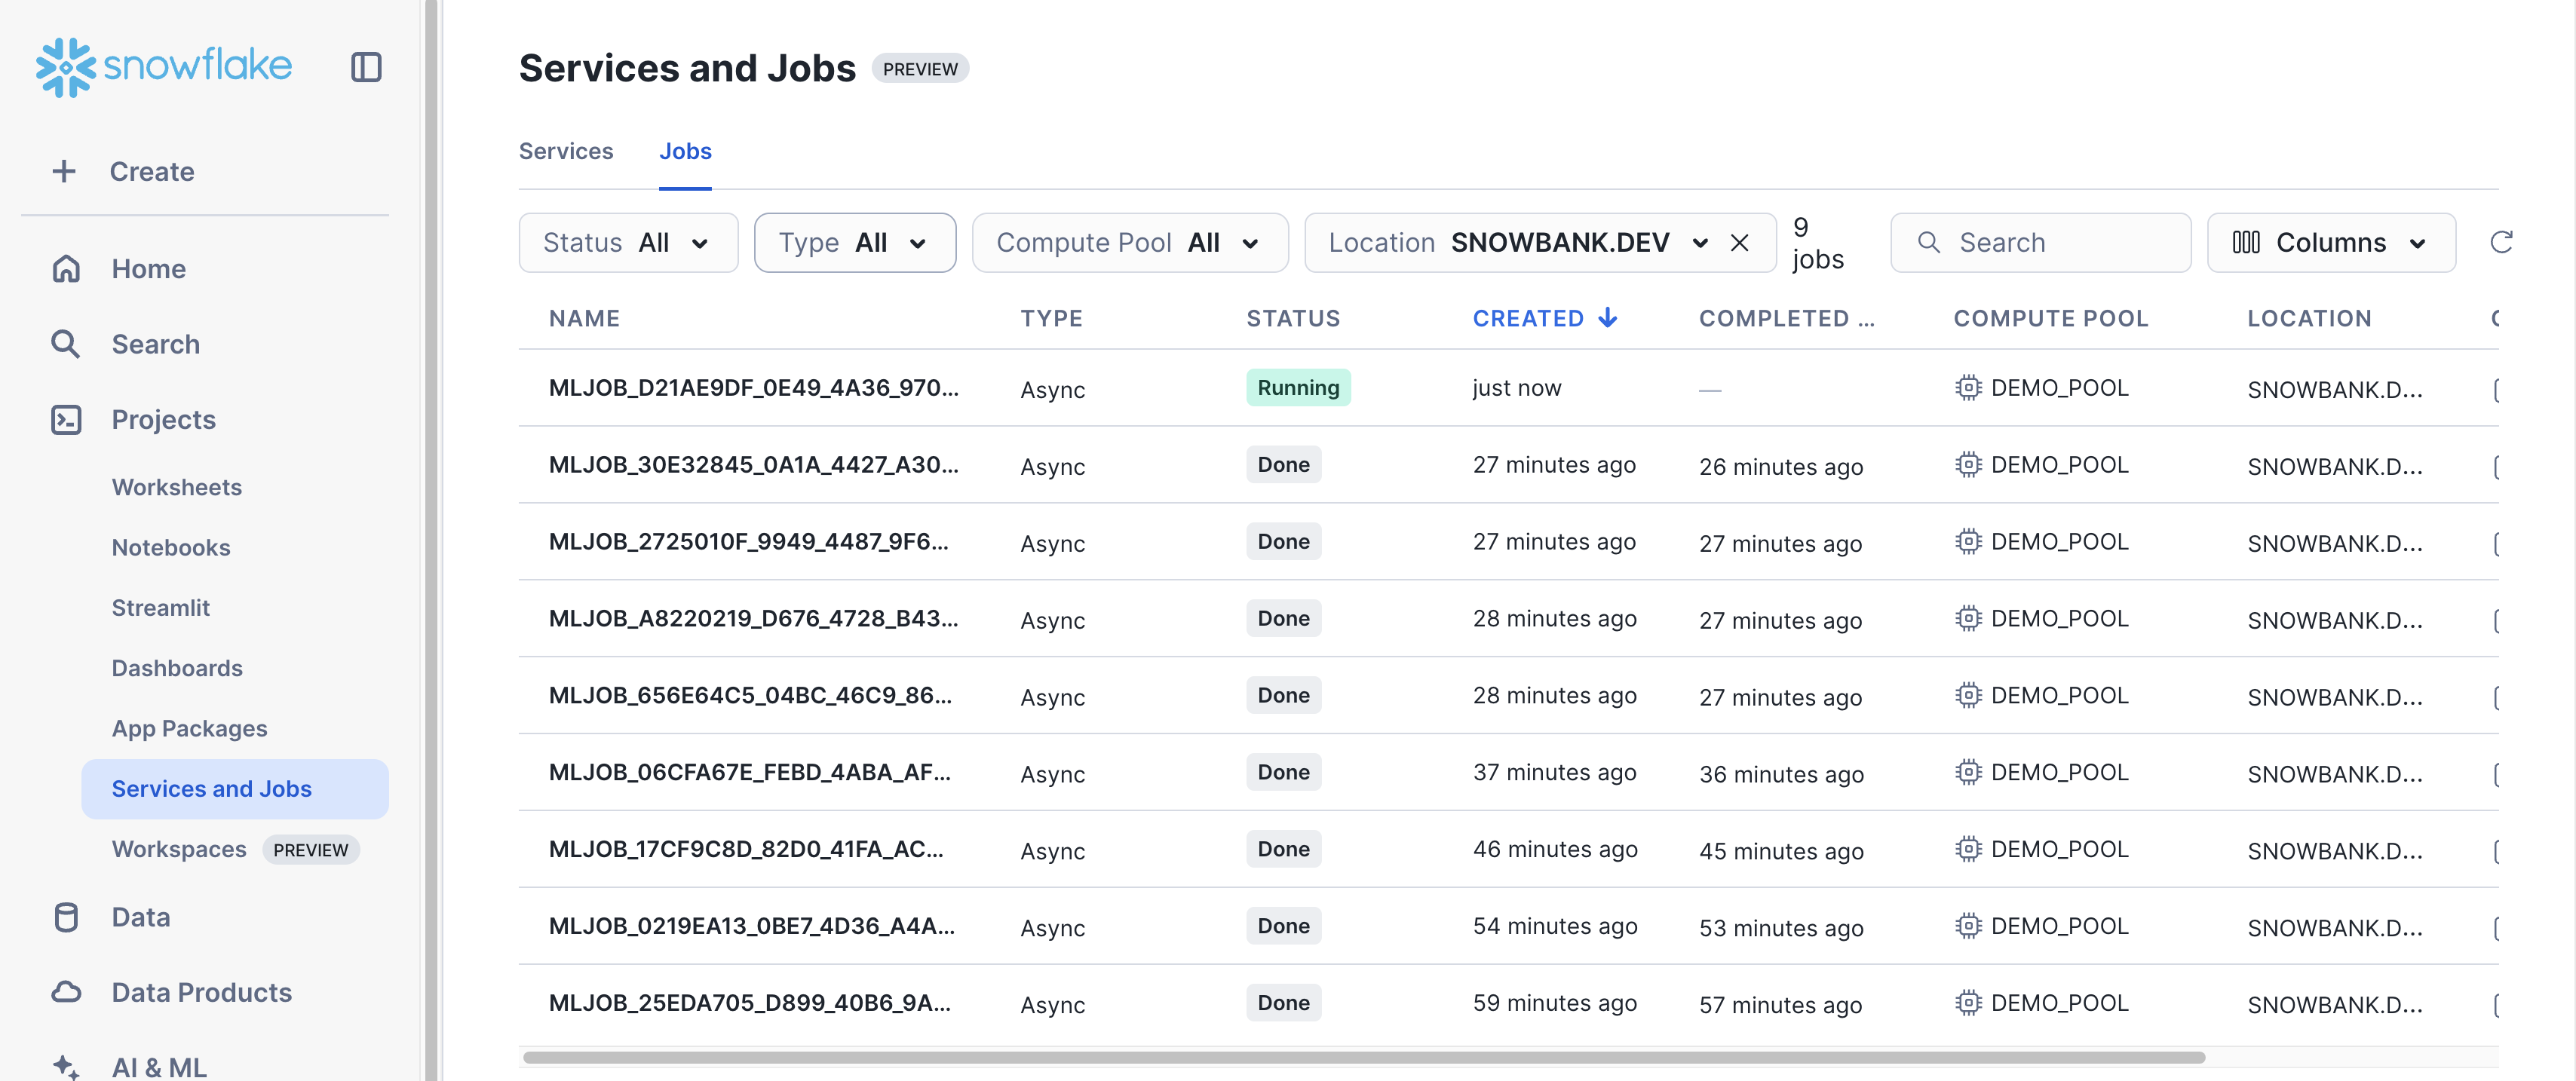 snowflake
Create
Home
Search
Projects
Worksheets
Notebooks
Streamlit
Dashboards
App Packages
Services and Jobs
Workspaces PREVIEW
Data
Data Products
AI & ML
Services and Jobs PREVIEW
Services Jobs
Status All Type All Compute Pool All Location SNOWBANK.DEV 9 jobs Search Columns
NAME TYPE STATUS CREATED COMPLETED ... COMPUTE POOL LOCATION
MLJOB_D21AE9DF_0E49_4A36_970... Async Running just now — DEMO_POOL SNOWBANK.D...
MLJOB_30E32845_0A1A_4427_A30... Async Done 27 minutes ago 26 minutes ago DEMO_POOL SNOWBANK.D...
MLJOB_2725010F_9949_4487_9F6... Async Done 27 minutes ago 27 minutes ago DEMO_POOL SNOWBANK.D...
MLJOB_A8220219_D676_4728_B43... Async Done 28 minutes ago 27 minutes ago DEMO_POOL SNOWBANK.D...
MLJOB_656E64C5_04BC_46C9_86... Async Done 28 minutes ago 27 minutes ago DEMO_POOL SNOWBANK.D...
MLJOB_06CFA67E_FEBD_4ABA_AF... Async Done 37 minutes ago 36 minutes ago DEMO_POOL SNOWBANK.D...
MLJOB_17CF9C8D_82D0_41FA_AC... Async Done 46 minutes ago 45 minutes ago DEMO_POOL SNOWBANK.D...
MLJOB_0219EA13_0BE7_4D36_A4A... Async Done 54 minutes ago 53 minutes ago DEMO_POOL SNOWBANK.D...
MLJOB_25EDA705_D899_40B6_9A... Async Done 59 minutes ago 57 minutes ago DEMO_POOL SNOWBANK.D...